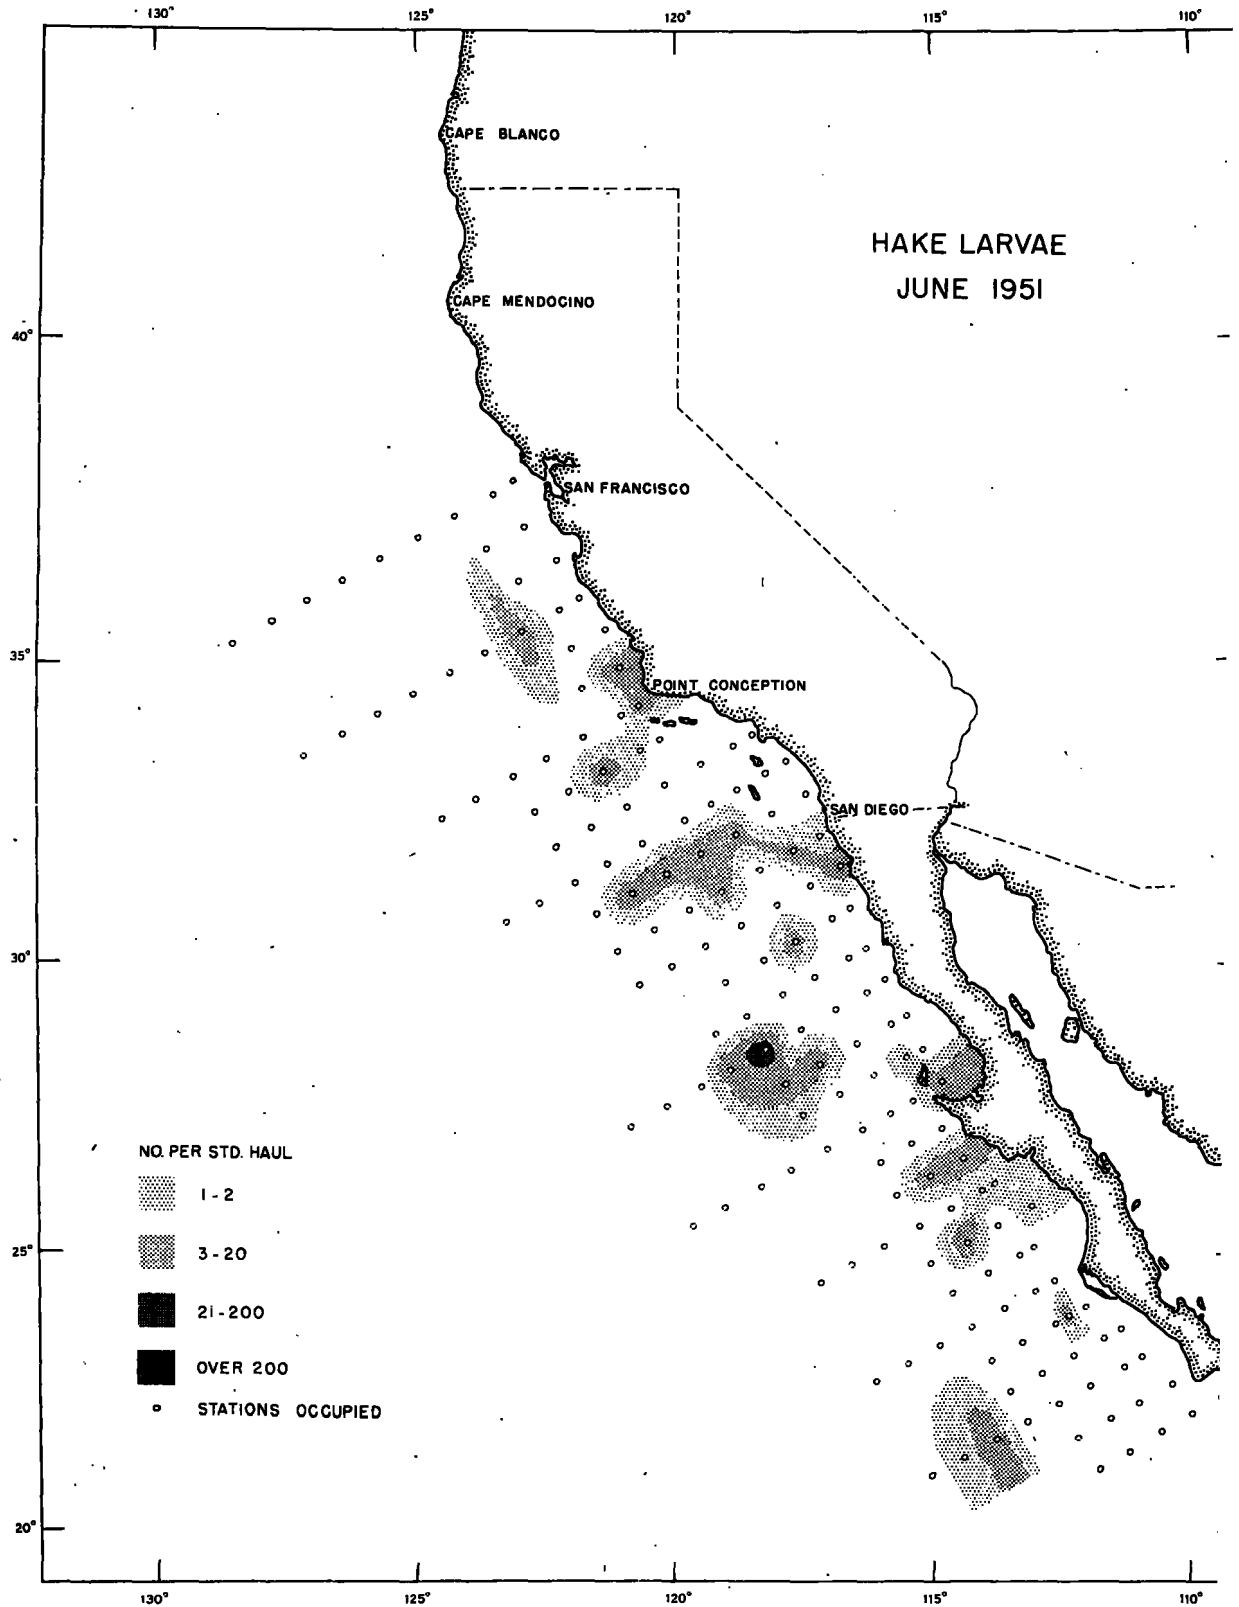 130° 125° 120° 115° 110°
CAPE BLANCO
HAKE LARVAE
JUNE 1951
CAPE MENDOCINO
40°
SAN FRANCISCO
35°
POINT CONCEPTION
SAN DIEGO
30°
NO. PER STD. HAUL
1-2
25°
3-20
21-200
OVER 200
STATIONS OCCUPIED
20°
130° 125° 120° 115° 110°